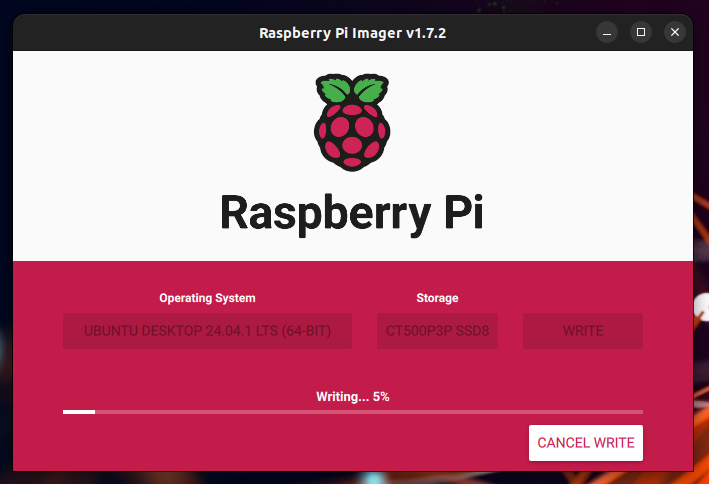 Raspberry Pi Imager v1.7.2
Raspberry Pi
Operating System
Storage
UBUNTU DESKTOP 24.04.1 LTS (64-BIT)
CT500P3P SSD8
WRITE
Writing... 5%
CANCEL WRITE